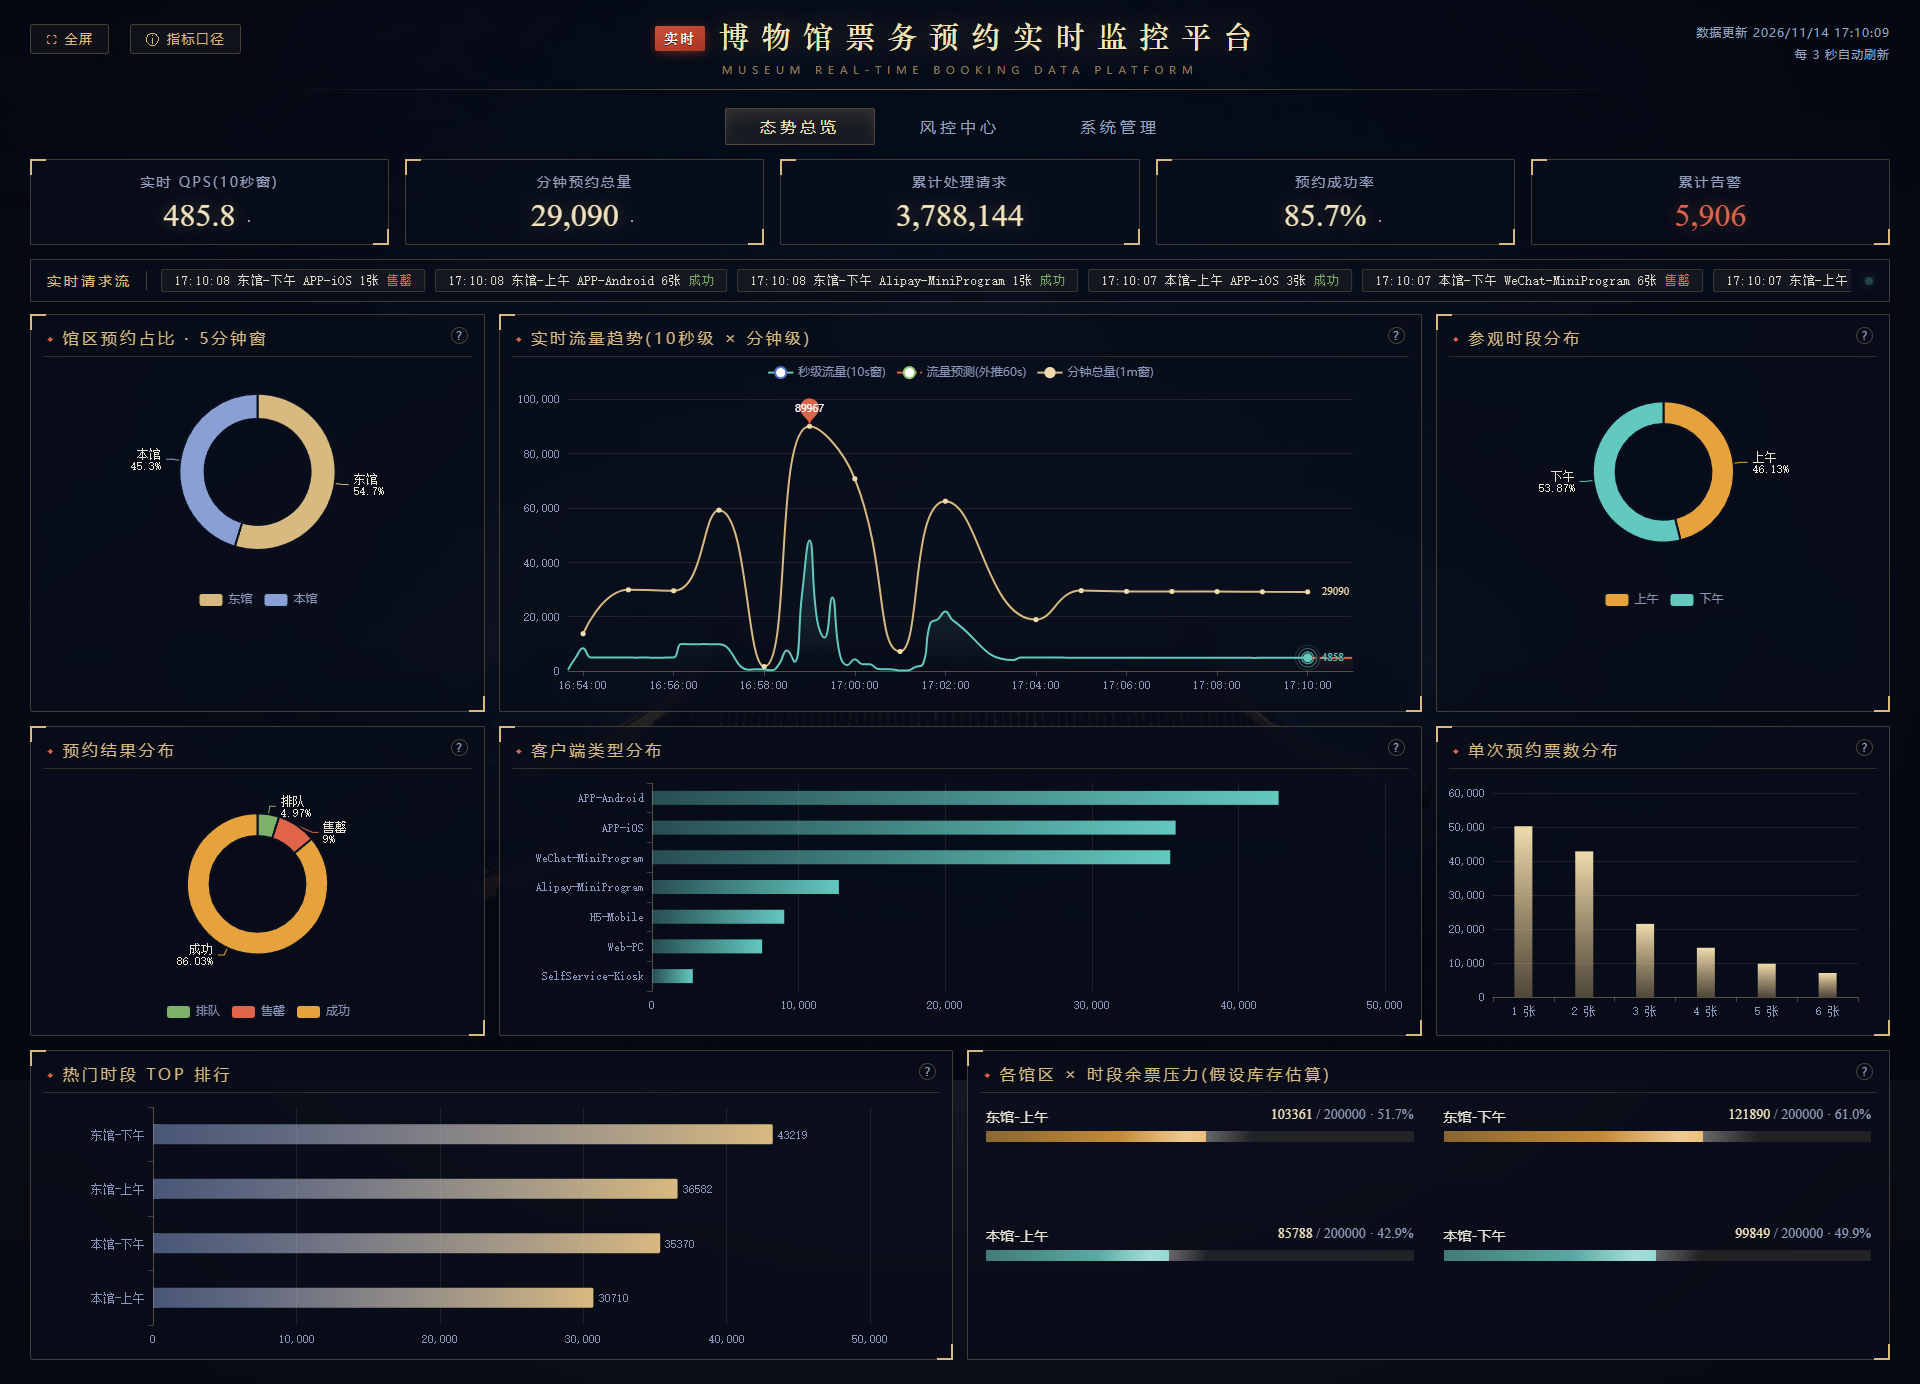 全屏
指标口径
实时 博物馆票务预约实时监控平台
MUSEUM REAL-TIME BOOKING DATA PLATFORM
数据更新 2026/11/14 17:10:09
每 3 秒自动刷新
态势总览 风控中心 系统管理
实时 QPS(10秒窗)
485.8
分钟预约总量
29,090
累计处理请求
3,788,144
预约成功率
85.7%
累计告警
5,906
实时请求流
17:10:08 东馆-下午 APP-iOS 1张 售罄
17:10:08 东馆-上午 APP-Android 6张 成功
17:10:08 东馆-下午 Alipay-MiniProgram 1张 成功
17:10:07 本馆-上午 APP-iOS 3张 成功
17:10:07 本馆-下午 WeChat-MiniProgram 6张 售罄
17:10:07 东馆-上午
馆区预约占比 · 5分钟窗
?
本馆
45.3%
东馆
54.7%
东馆 本馆
实时流量趋势(10秒级 × 分钟级)
?
秒级流量(10s窗) 流量预测(外推60s) 分钟总量(1m窗)
100,000
80,000
60,000
40,000
20,000
0
89967
29090
4858
16:54:00 16:56:00 16:58:00 17:00:00 17:02:00 17:04:00 17:06:00 17:08:00 17:10:00
参观时段分布
?
上午
46.13%
下午
53.87%
上午 下午
预约结果分布
?
排队
4.97%
售罄
9%
成功
86.03%
排队 售罄 成功
客户端类型分布
?
APP-Android
APP-iOS
WeChat-MiniProgram
Alipay-MiniProgram
H5-Mobile
Web-PC
SelfService-Kiosk
0 10,000 20,000 30,000 40,000 50,000
单次预约票数分布
?
60,000
50,000
40,000
30,000
20,000
10,000
0
1 张 2 张 3 张 4 张 5 张 6 张
热门时段 TOP 排行
?
东馆-下午 43219
东馆-上午 36582
本馆-下午 35370
本馆-上午 30710
0 10,000 20,000 30,000 40,000 50,000
各馆区 × 时段余票压力(假设库存估算)
?
东馆-上午 103361 / 200000 · 51.7%
东馆-下午 121890 / 200000 · 61.0%
本馆-上午 85788 / 200000 · 42.9%
本馆-下午 99849 / 200000 · 49.9%